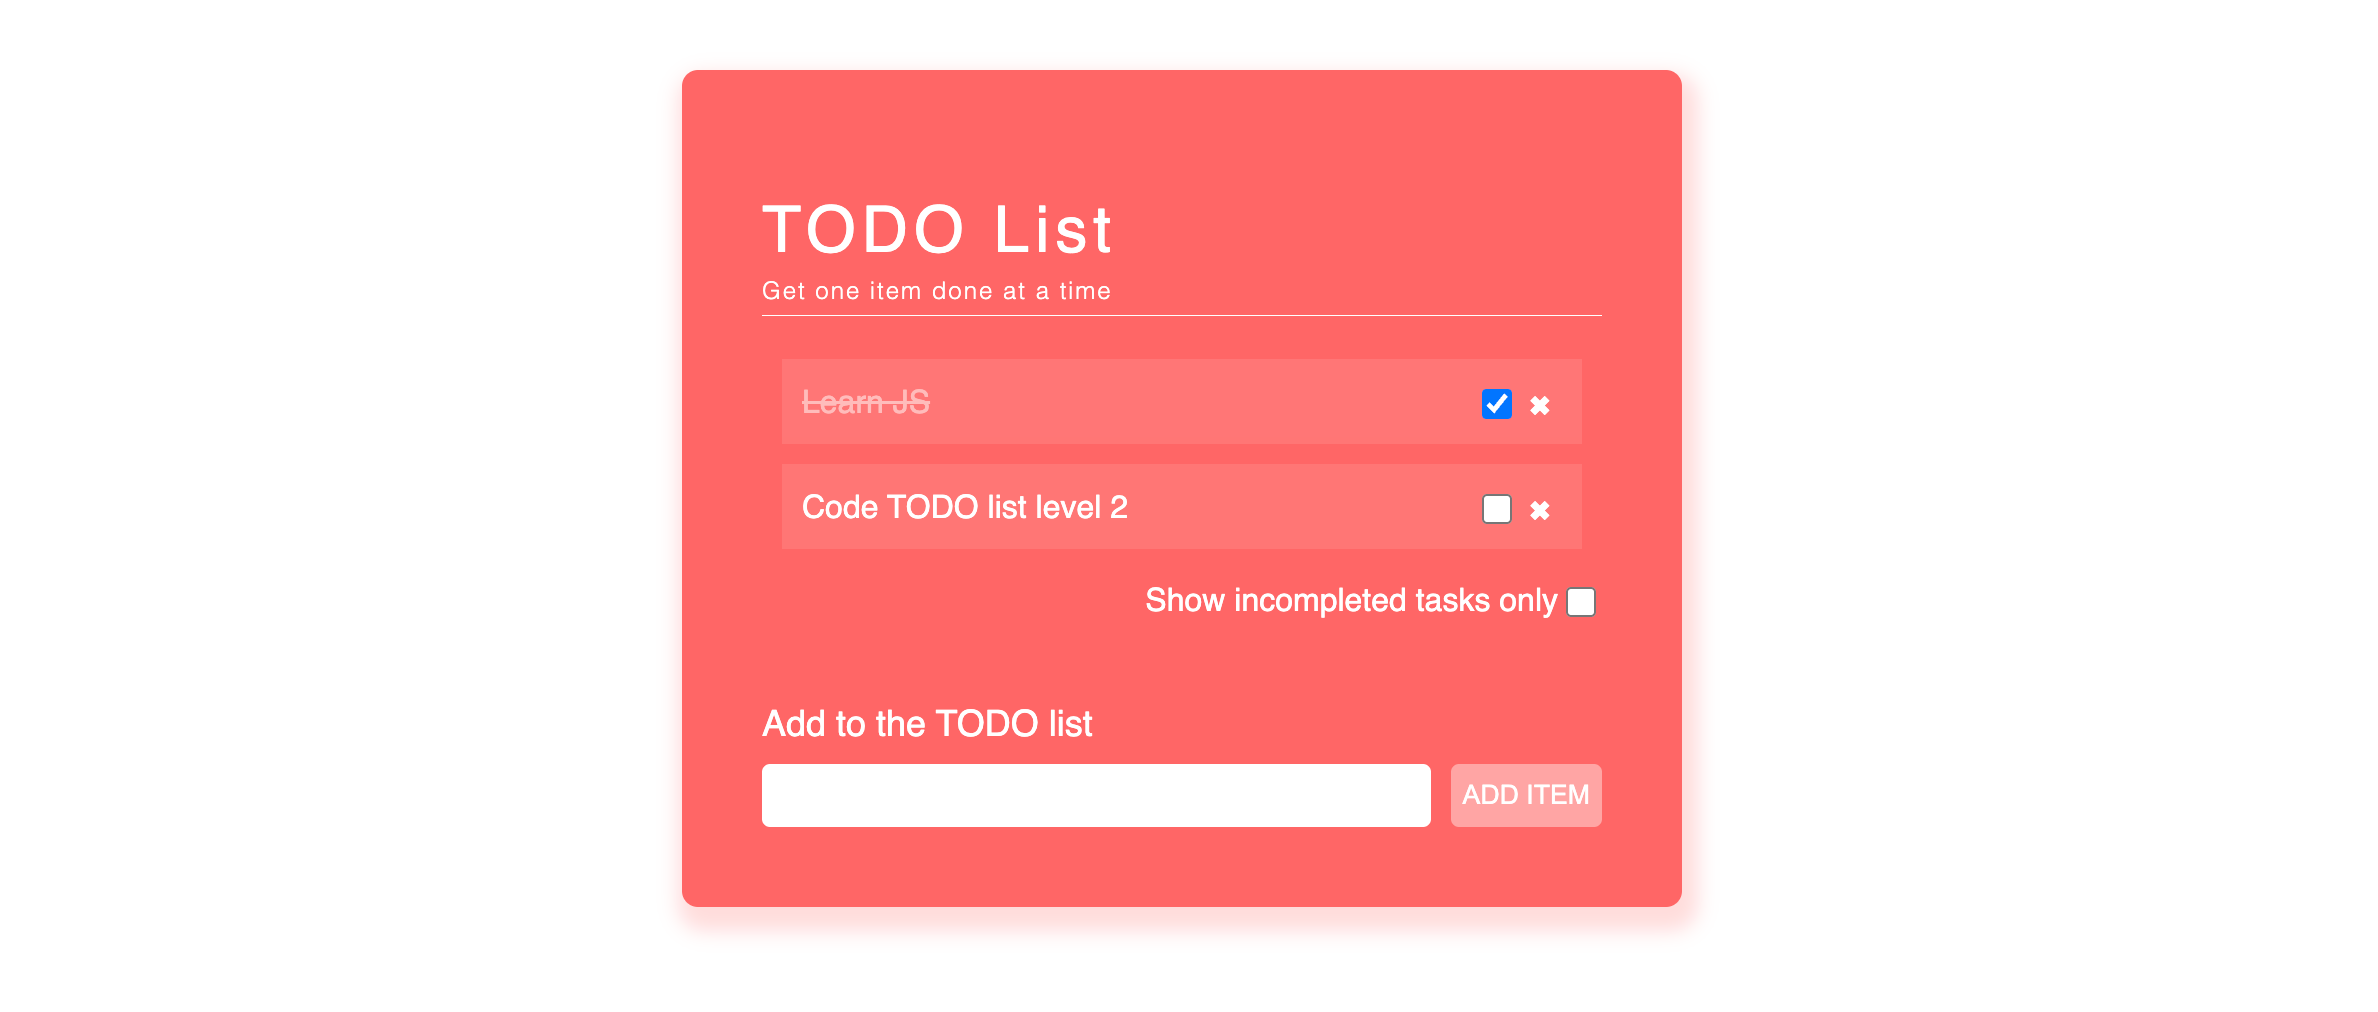 TODO List
Get one item done at a time
Learn JS
Code TODO list level 2
Show incompleted tasks only
Add to the TODO list
ADD ITEM